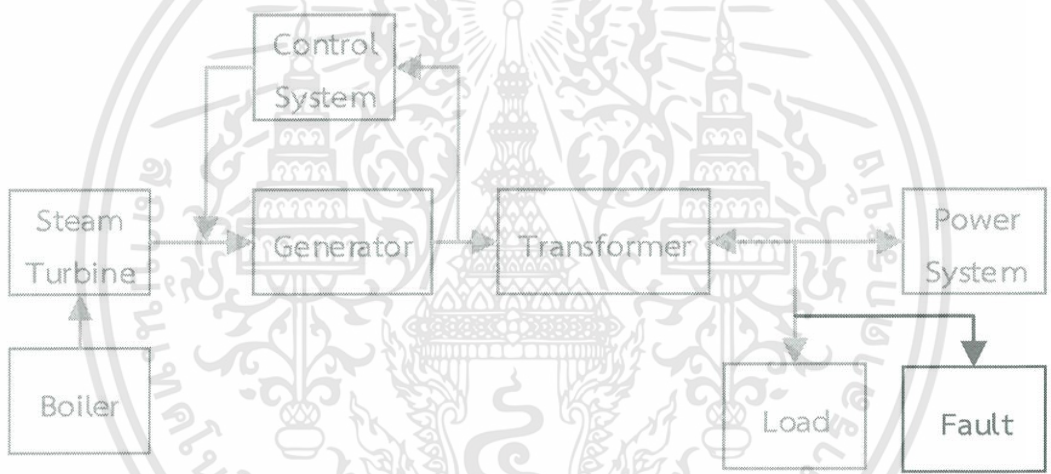 Control
System
Steam
Turbine
Generator
Transformer
Power
System
Boiler
Load
Fault